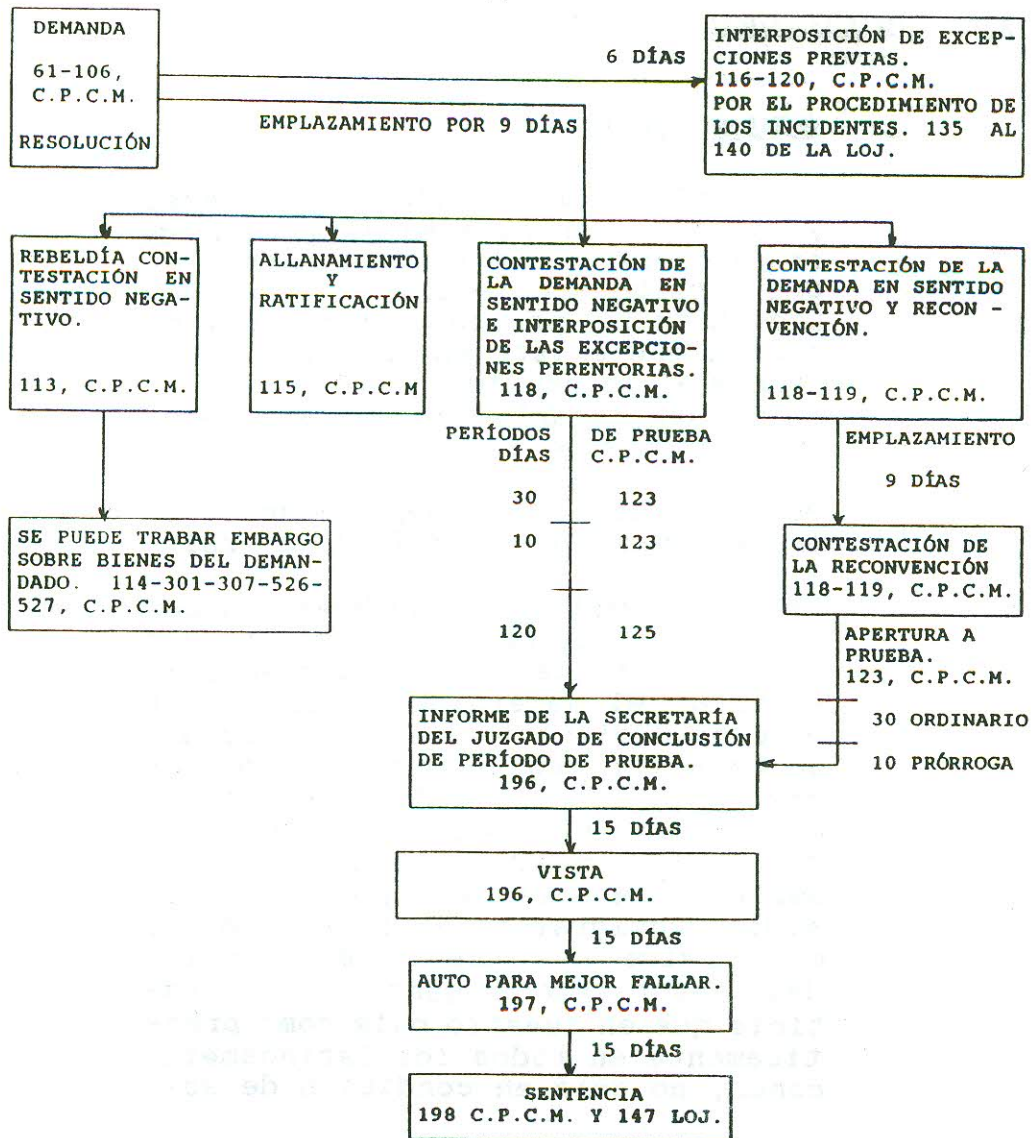 DEMANDA
61-106,
C.P.C.M.
RESOLUCIÓN
6 DÍAS
INTERPOSICIÓN DE EXCEP-
CIONES PREVIAS.
116-120, C.P.C.M.
POR EL PROCEDIMIENTO DE
LOS INCIDENTES. 135 AL
140 DE LA LOJ.
EMPLAZAMIENTO POR 9 DÍAS
REBELDÍA CON-
TESTACIÓN EN
SENTIDO NEGA-
TIVO.
113, C.P.C.M.
ALLANAMIENTO
Y
RATIFICACIÓN
115, C.P.C.M
CONTESTACIÓN DE
LA DEMANDA EN
SENTIDO NEGATIVO
E INTERPOSICIÓN
DE LAS EXCEPCIO-
NES PERENTORIAS.
118, C.P.C.M.
CONTESTACIÓN DE LA
DEMANDA EN SENTIDO
NEGATIVO Y RECON -
VENCIÓN.
118-119, C.P.C.M.
SE PUEDE TRABAR EMBARGO
SOBRE BIENES DEL DEMAN-
DADO. 114-301-307-526-
527, C.P.C.M.
PERÍODOS DE PRUEBA
DÍAS C.P.C.M.
30 123
10 123
120 125
EMPLAZAMIENTO
9 DÍAS
CONTESTACIÓN DE
LA RECONVENCIÓN
118-119, C.P.C.M.
APERTURA A
PRUEBA.
123, C.P.C.M.
30 ORDINARIO
10 PRÓRROGA
INFORME DE LA SECRETARÍA
DEL JUZGADO DE CONCLUSIÓN
DE PERÍODO DE PRUEBA.
196, C.P.C.M.
15 DÍAS
VISTA
196, C.P.C.M.
15 DÍAS
AUTO PARA MEJOR FALLAR.
197, C.P.C.M.
15 DÍAS
SENTENCIA
198 C.P.C.M. Y 147 LOJ.